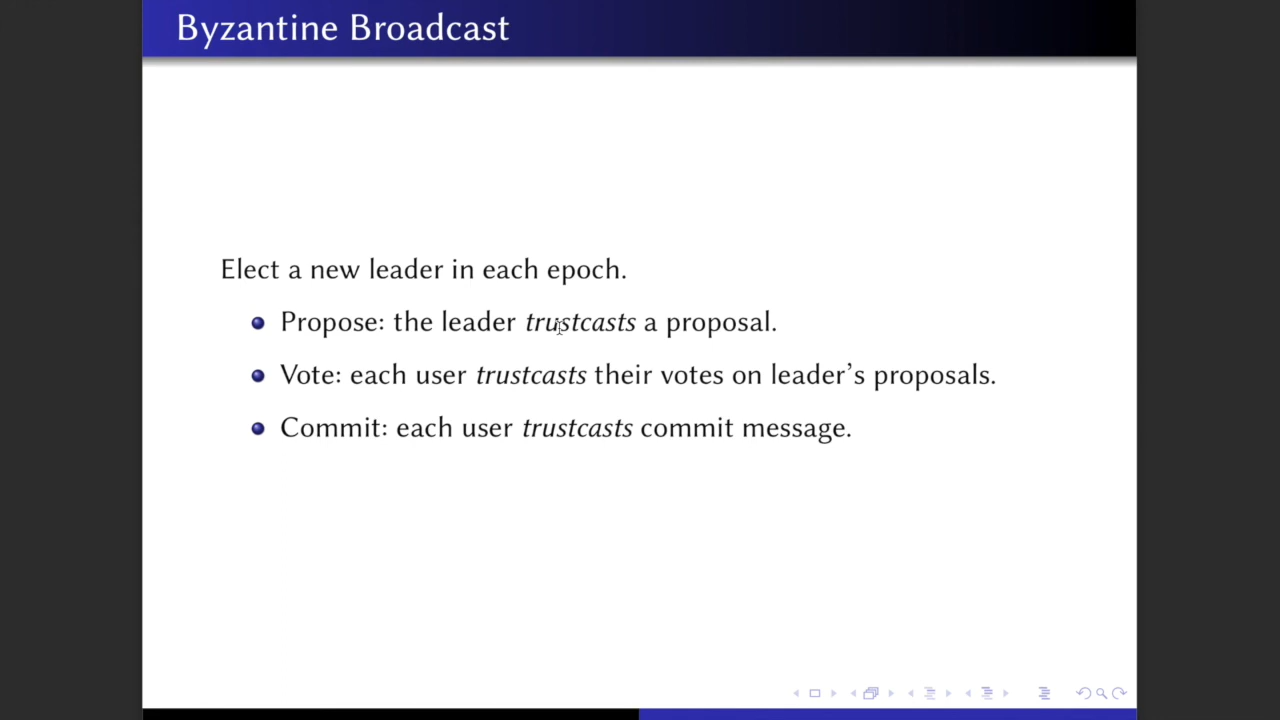 Byzantine Broadcast
Elect a new leader in each epoch.
Propose: the leader trustcasts a proposal.
Vote: each user trustcasts their votes on leader’s proposals.
Commit: each user trustcasts commit message.